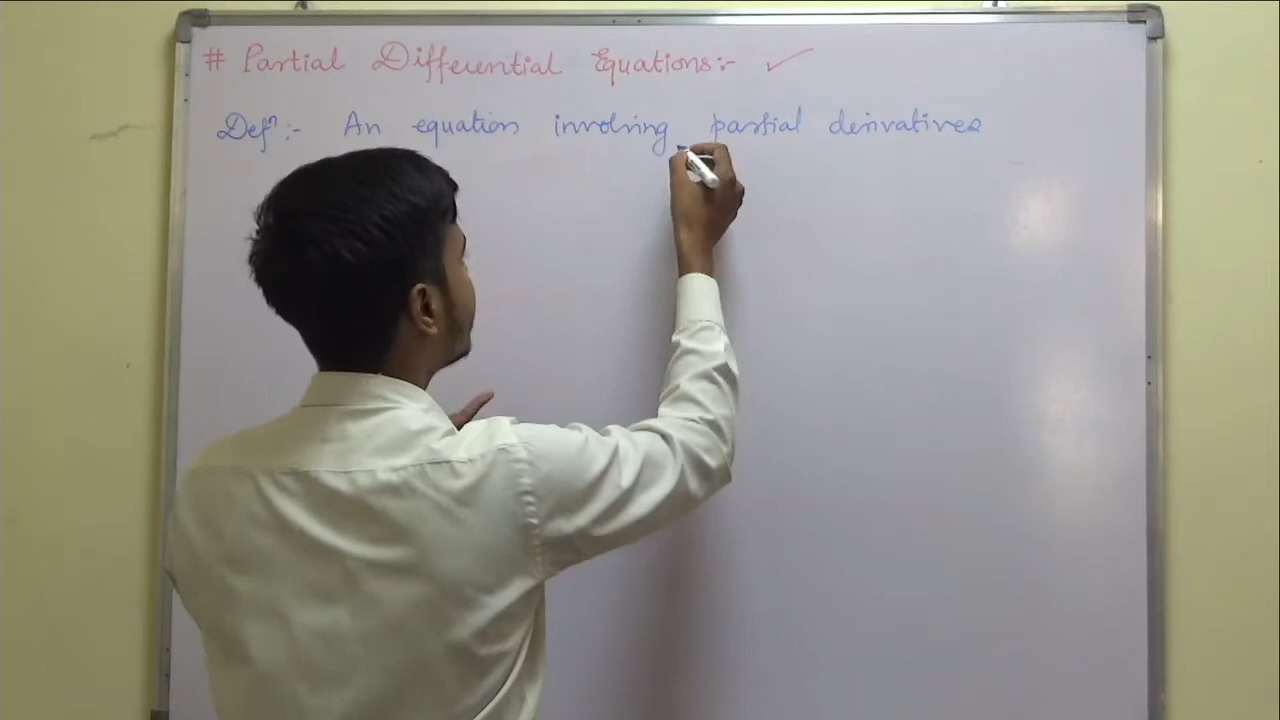 # Partial Differential Equations:- ✓
Defⁿ:- An equation involving partial derivatives